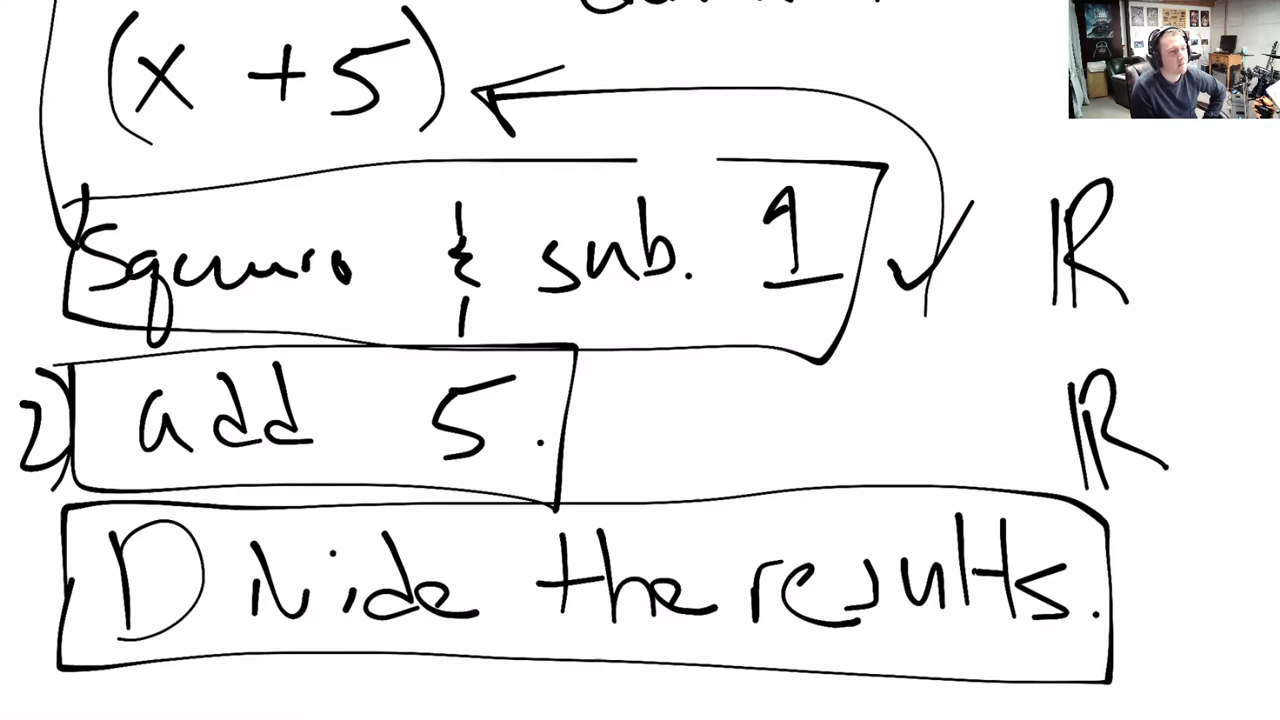 (x + 5)
Square & sub. 1 ✓ ℝ
2) add 5. ℝ
Divide the results.